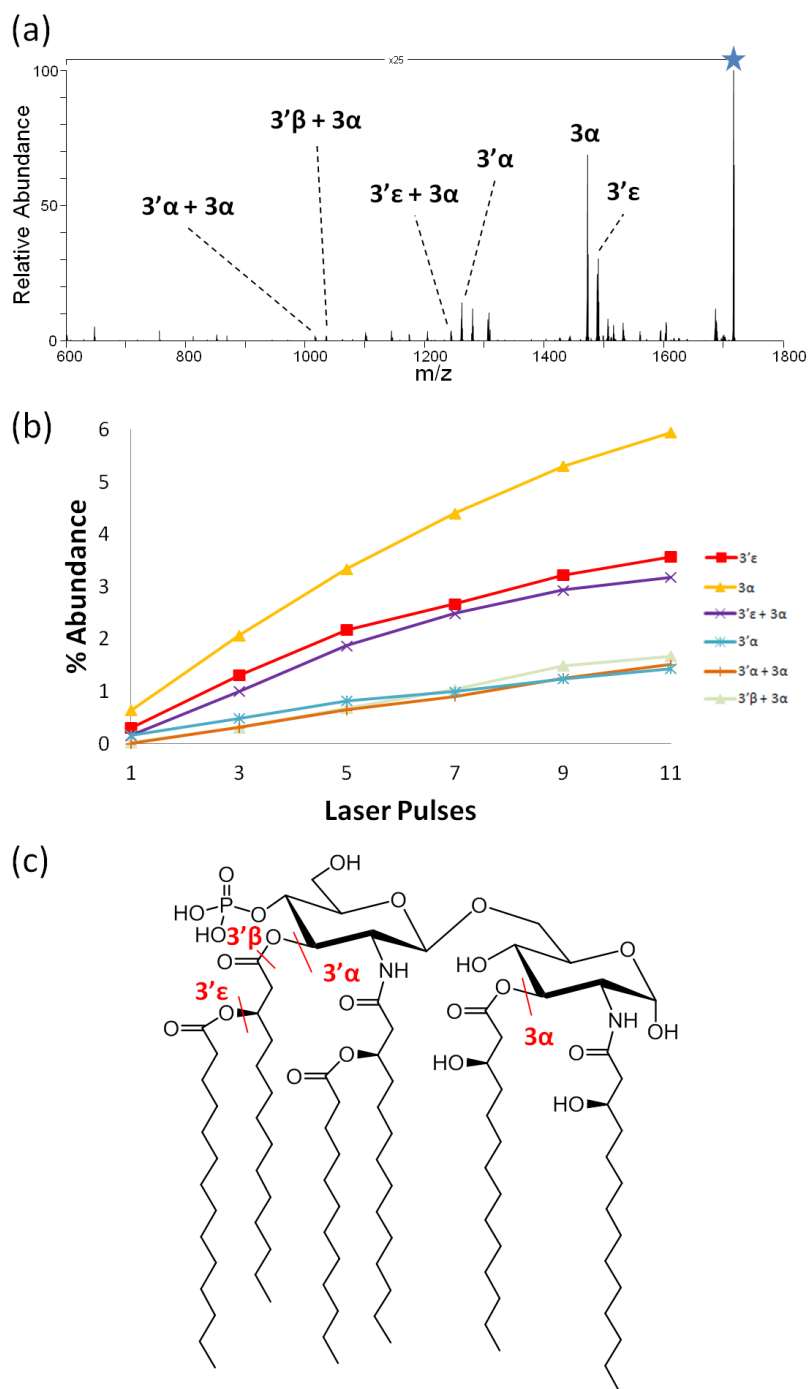 (a)
x25
100
50
0
Relative Abundance
3'β + 3α
3'α + 3α
3'ε + 3α
3'α
3α
3'ε
600
1000
1200
1400
1600
1800
m/z
(b)
6
5
4
3
2
1
0
% Abundance
1
3
5
7
9
11
Laser Pulses
3'ε
3α
3'ε + 3α
3'α
3'α + 3α
3'β + 3α
(c)
OH
O
HO P O
HO
O
O
O
3'β O
O
3'α
NH
HO
O
3'ε
O
O
O
O
O
O
3α
NH
OH
O
O
HO
O
HO